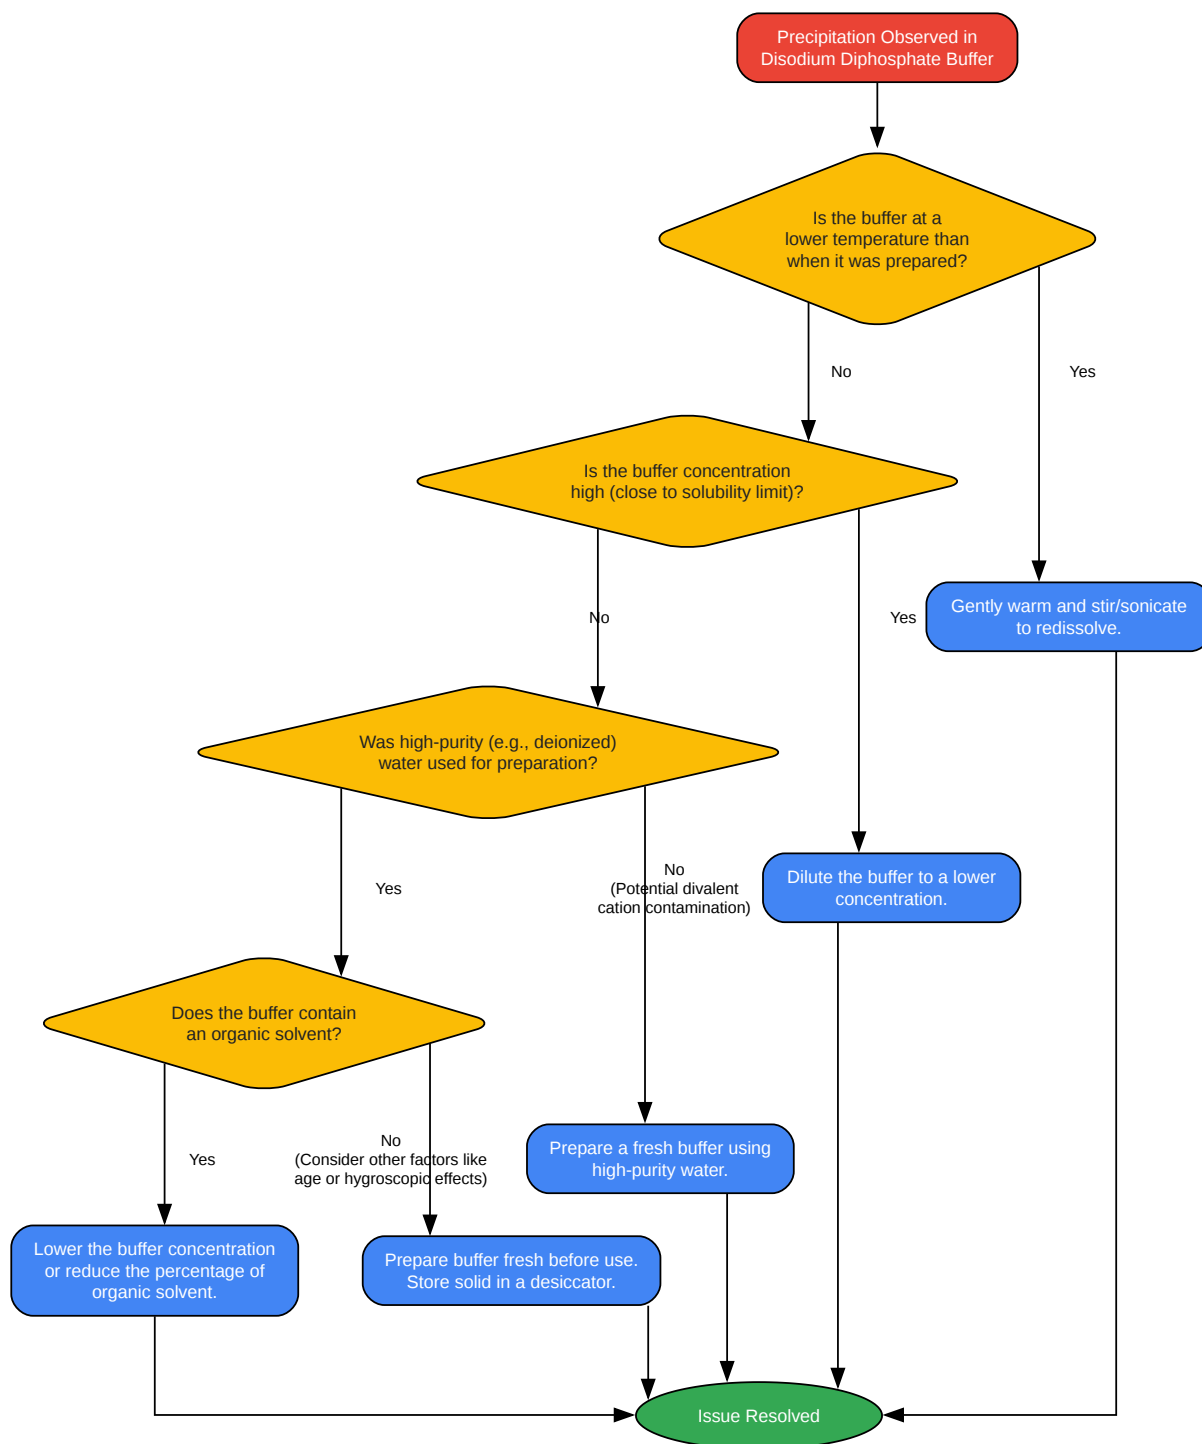 Precipitation Observed in
Disodium Diphosphate Buffer
Is the buffer at a
lower temperature than
when it was prepared?
No
Yes
Is the buffer concentration
high (close to solubility limit)?
No
Yes
Gently warm and stir/sonicate
to redissolve.
Was high-purity (e.g., deionized)
water used for preparation?
Yes
No
(Potential divalent
cation contamination)
Dilute the buffer to a lower
concentration.
Does the buffer contain
an organic solvent?
Yes
No
(Consider other factors like
age or hygroscopic effects)
Prepare a fresh buffer using
high-purity water.
Lower the buffer concentration
or reduce the percentage of
organic solvent.
Prepare buffer fresh before use.
Store solid in a desiccator.
Issue Resolved